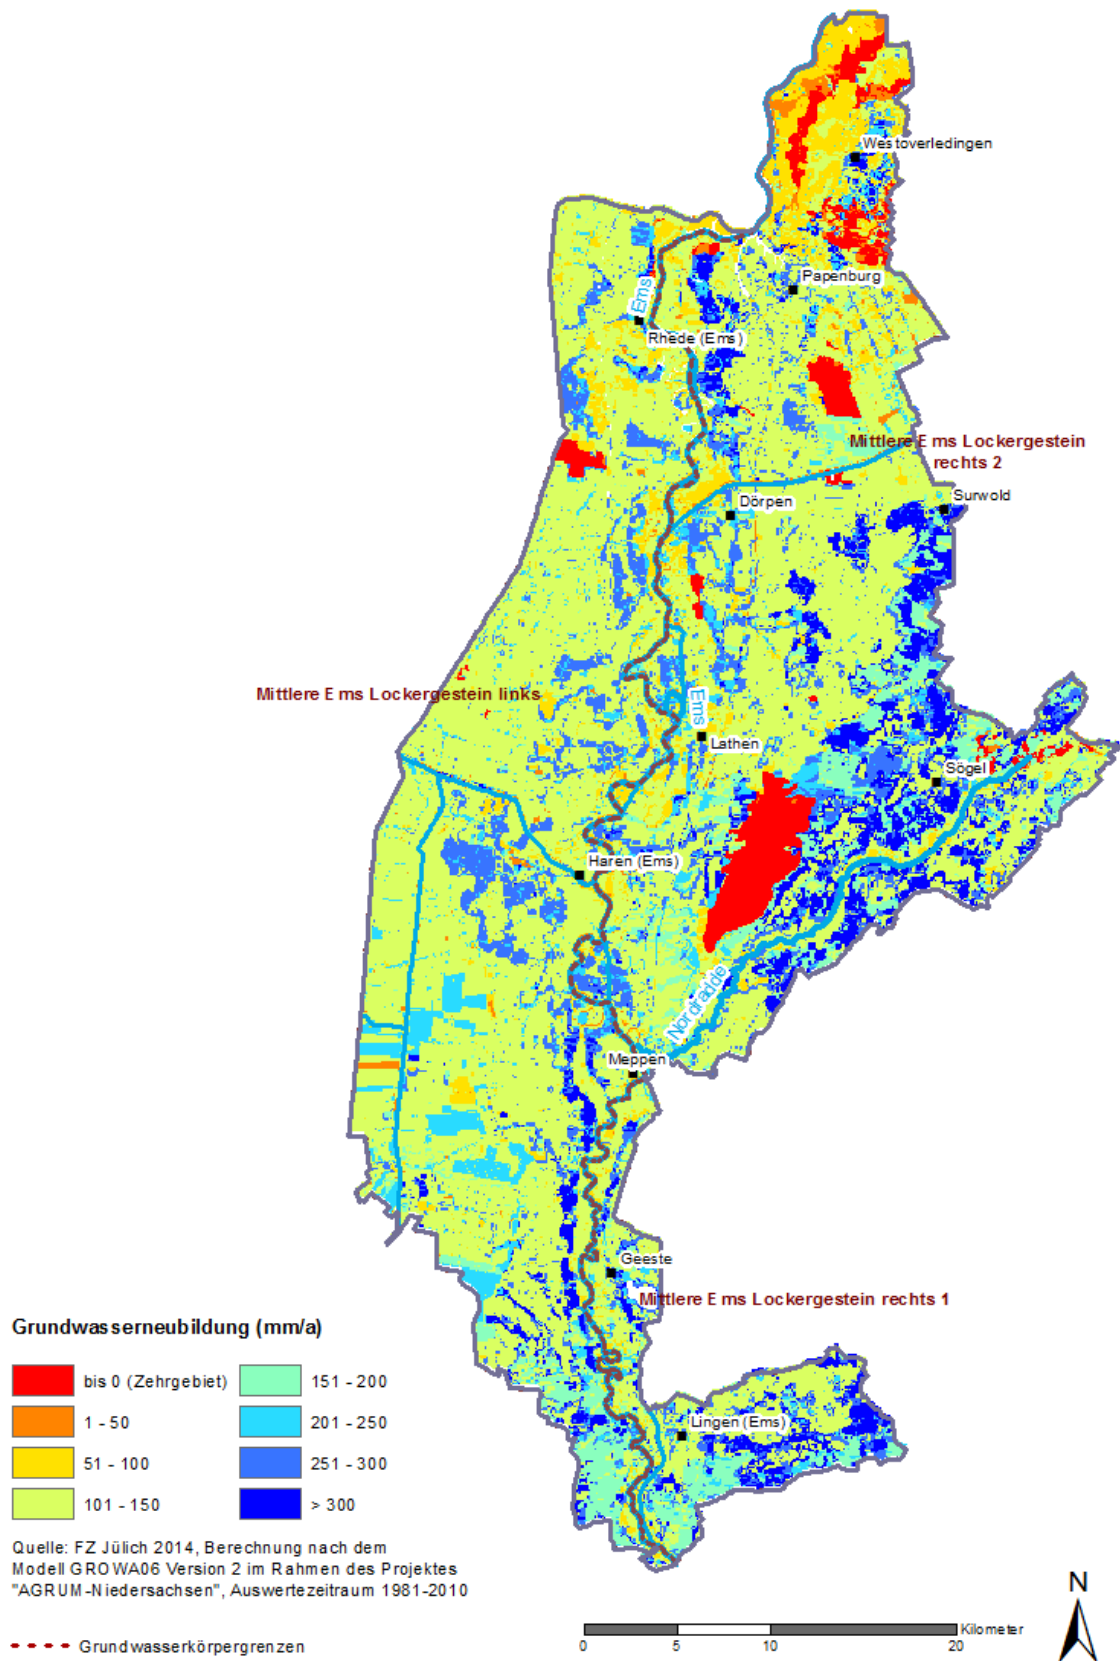 Westoverledingen
Papenburg
Ems
Rhede (Ems)
Mittlere Ems Lockergestein
rechts 2
Surwold
Dörpen
Mittlere Ems Lockergestein links
Ems
Lathen
Sögel
Haren (Ems)
Nordradde
Meppen
Geeste
Mittlere Ems Lockergestein rechts 1
Lingen (Ems)
Grundwasserneubildung (mm/a)
bis 0 (Zehrgebiet)
151 - 200
1 - 50
201 - 250
51 - 100
251 - 300
101 - 150
> 300
Quelle: FZ Jülich 2014, Berechnung nach dem
Modell GROWA06 Version 2 im Rahmen des Projektes
"AGRUM-Niedersachsen", Auswertezeitraum 1981-2010
Grundwasserkörpergrenzen
N
Kilometer
0 5 10 20